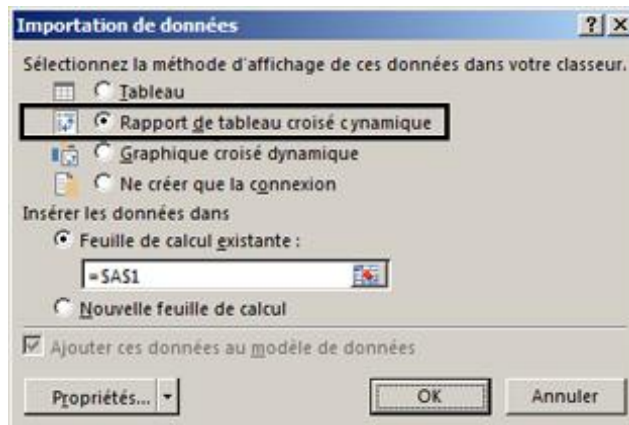 Importation de données
Sélectionnez la méthode d'affichage de ces données dans votre classeur.
Tableau
Rapport de tableau croisé cynamique
Graphique croisé dynamique
Ne créer que la connexion
Insérer les données dans
Feuille de calcul existante :
=$A$1
Nouvelle feuille de calcul
Ajouter ces données au modèle de données
Propriétés... OK Annuler